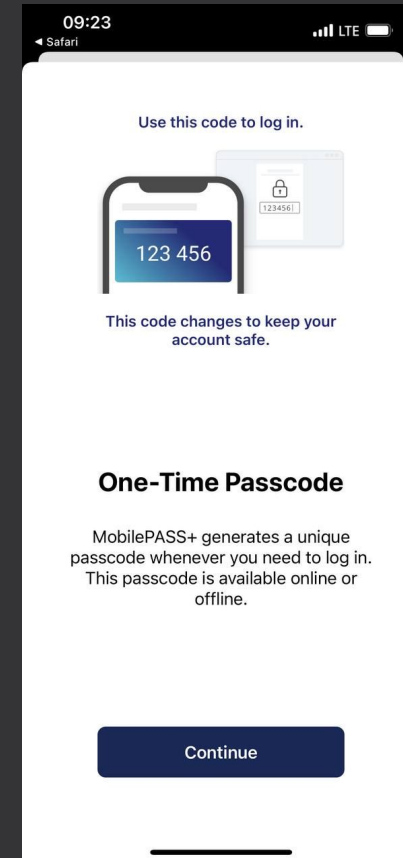 09:23
LTE
◀ Safari
Use this code to log in.
123456
123 456
This code changes to keep your
account safe.
One-Time Passcode
MobilePASS+ generates a unique
passcode whenever you need to log in.
This passcode is available online or
offline.
Continue